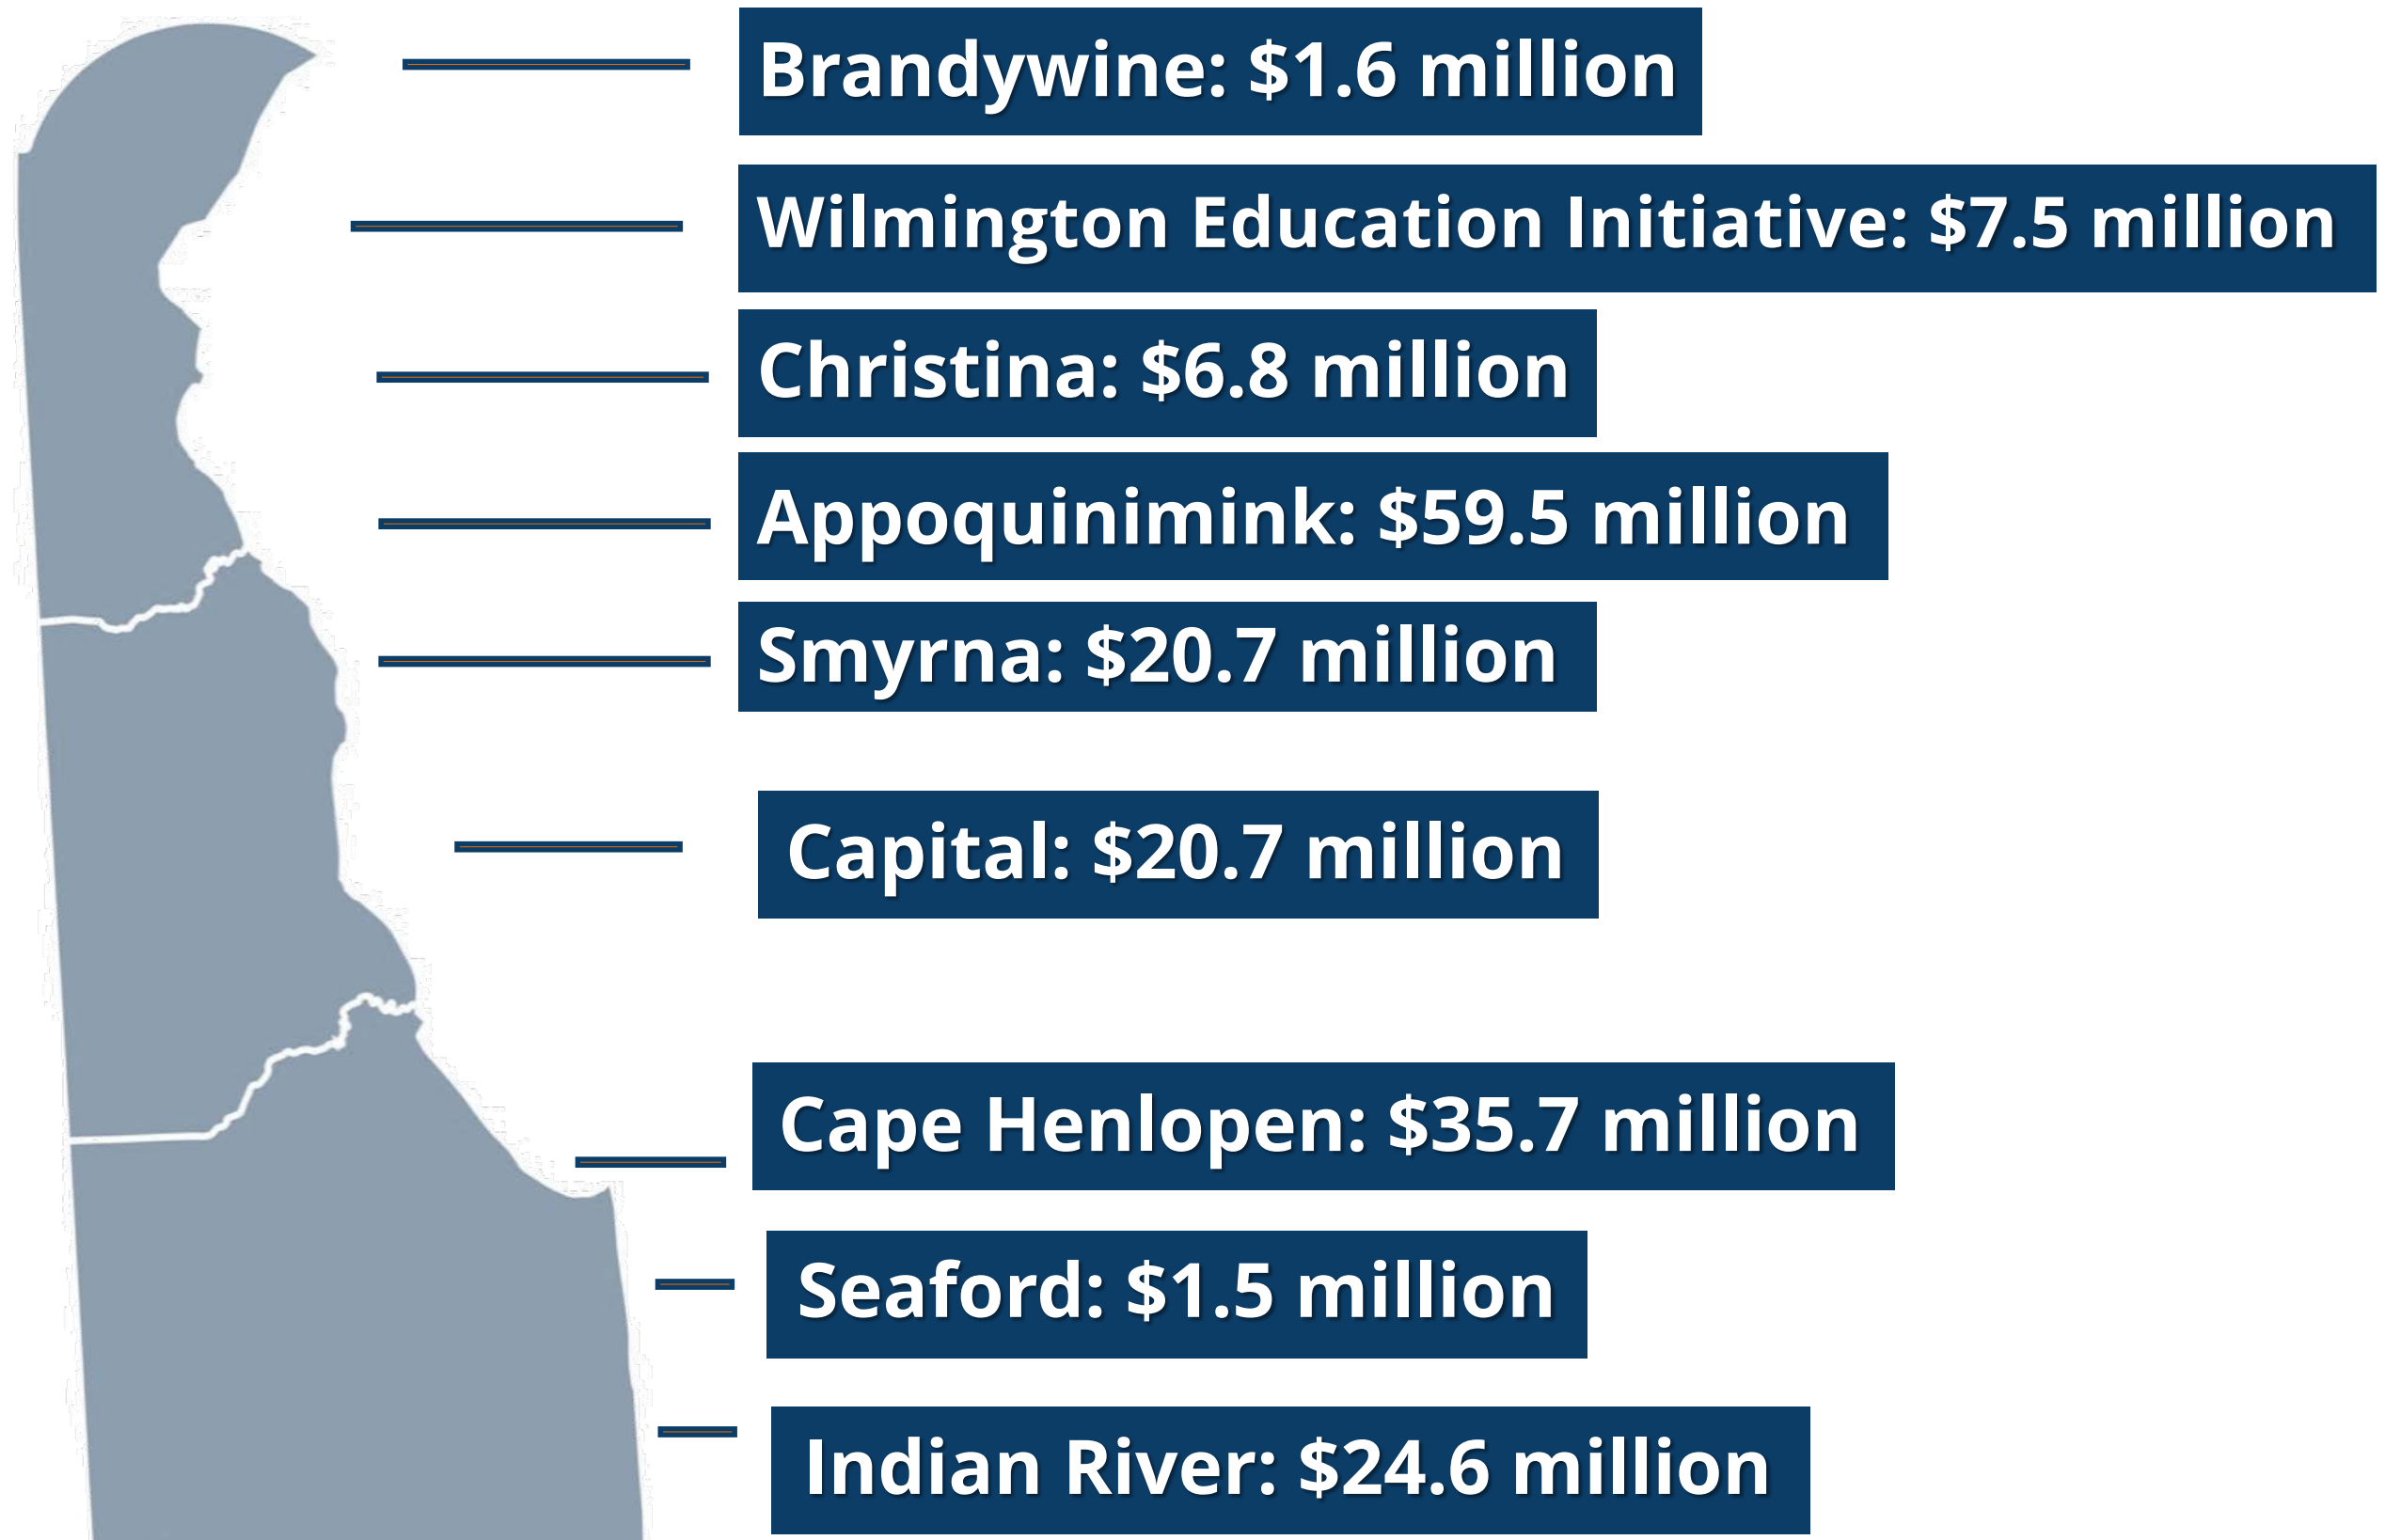 Brandywine: $1.6 million
Wilmington Education Initiative: $7.5 million
Christina: $6.8 million
Appoquinimink: $59.5 million
Smyrna: $20.7 million
Capital: $20.7 million
Cape Henlopen: $35.7 million
Seaford: $1.5 million
Indian River: $24.6 million